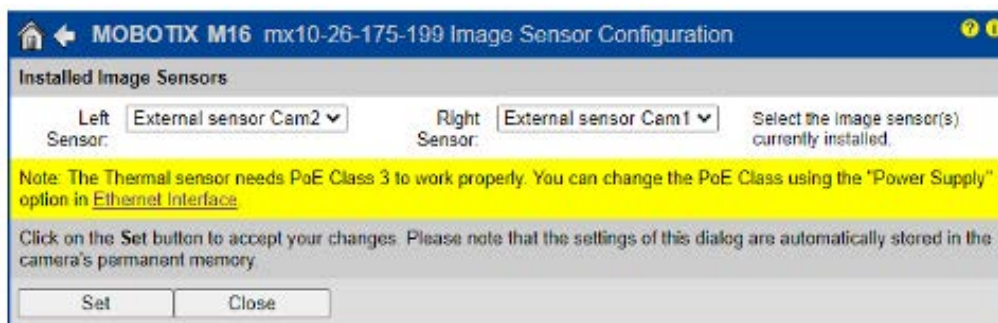 MOBOTIX M16 mx10-26-175-199 Image Sensor Configuration
Installed Image Sensors
Left Sensor: External sensor Cam2 Right Sensor: External sensor Cam1 Select the image sensor(s) currently installed.
Note: The Thermal sensor needs PoE Class 3 to work properly. You can change the PoE Class using the "Power Supply"
option in Ethernet Interface.
Click on the Set button to accept your changes. Please note that the settings of this dialog are automatically stored in the
camera's permanent memory.
Set Close